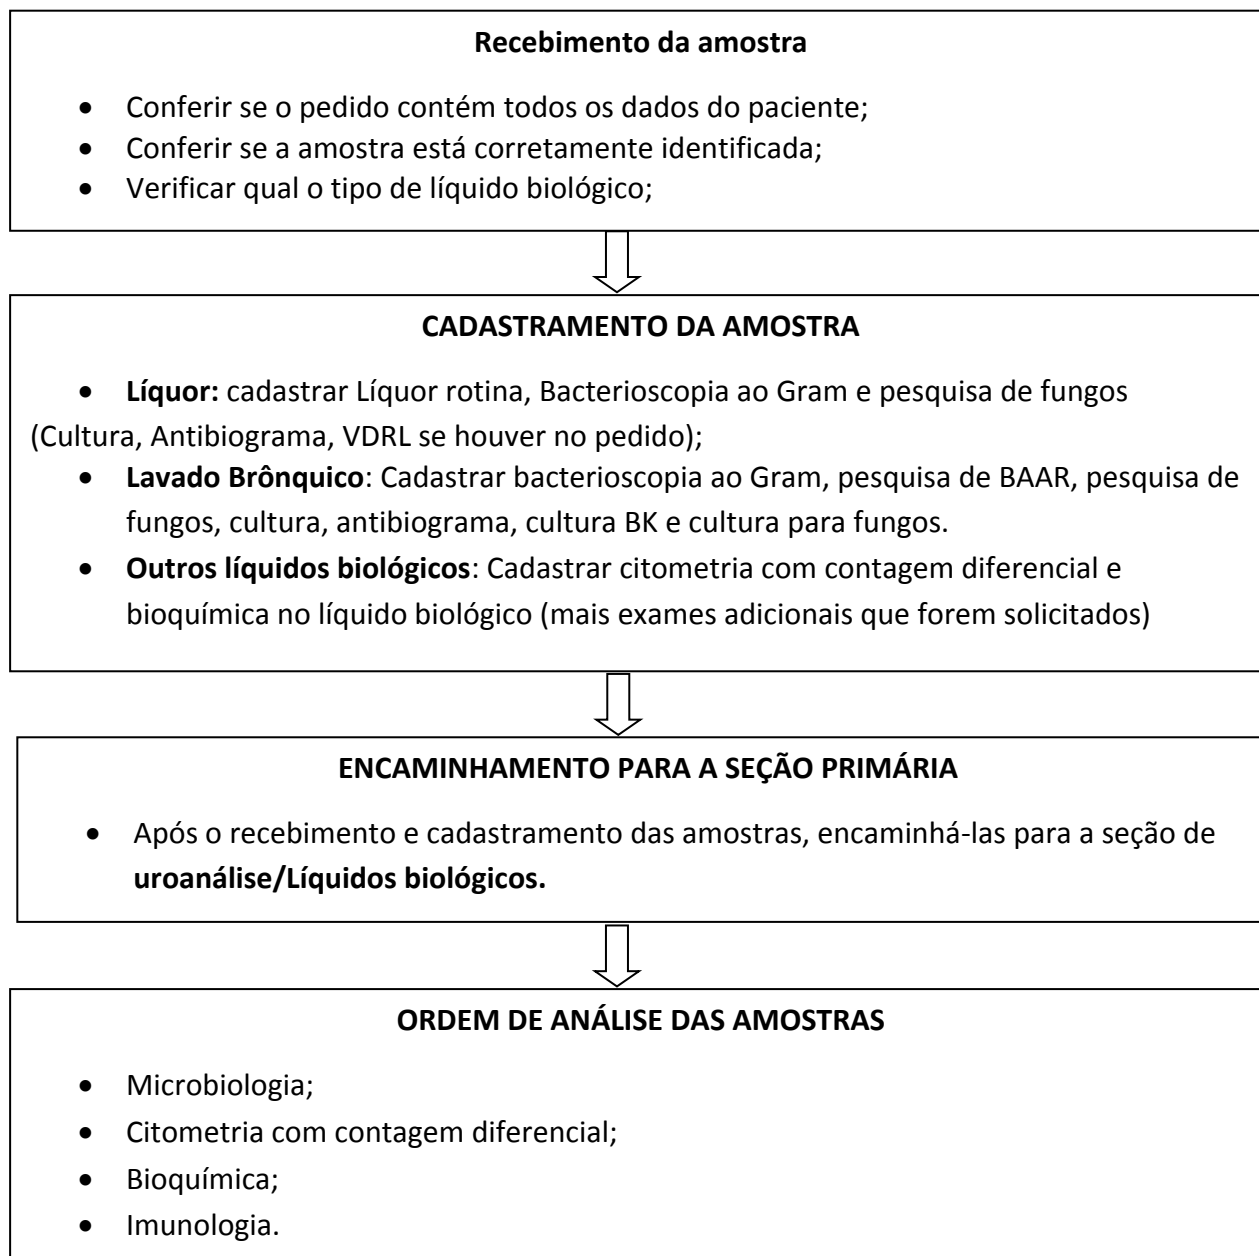 Recebimento da amostra
• Conferir se o pedido contém todos os dados do paciente;
• Conferir se a amostra está corretamente identificada;
• Verificar qual o tipo de líquido biológico;
CADASTRAMENTO DA AMOSTRA
• Líquor: cadastrar Líquor rotina, Bacterioscopia ao Gram e pesquisa de fungos
(Cultura, Antibiograma, VDRL se houver no pedido);
• Lavado Brônquico: Cadastrar bacterioscopia ao Gram, pesquisa de BAAR, pesquisa de
fungos, cultura, antibiograma, cultura BK e cultura para fungos.
• Outros líquidos biológicos: Cadastrar citometria com contagem diferencial e
bioquímica no líquido biológico (mais exames adicionais que forem solicitados)
ENCAMINHAMENTO PARA A SEÇÃO PRIMÁRIA
• Após o recebimento e cadastramento das amostras, encaminhá-las para a seção de
uroanálise/Líquidos biológicos.
ORDEM DE ANÁLISE DAS AMOSTRAS
• Microbiologia;
• Citometria com contagem diferencial;
• Bioquímica;
• Imunologia.